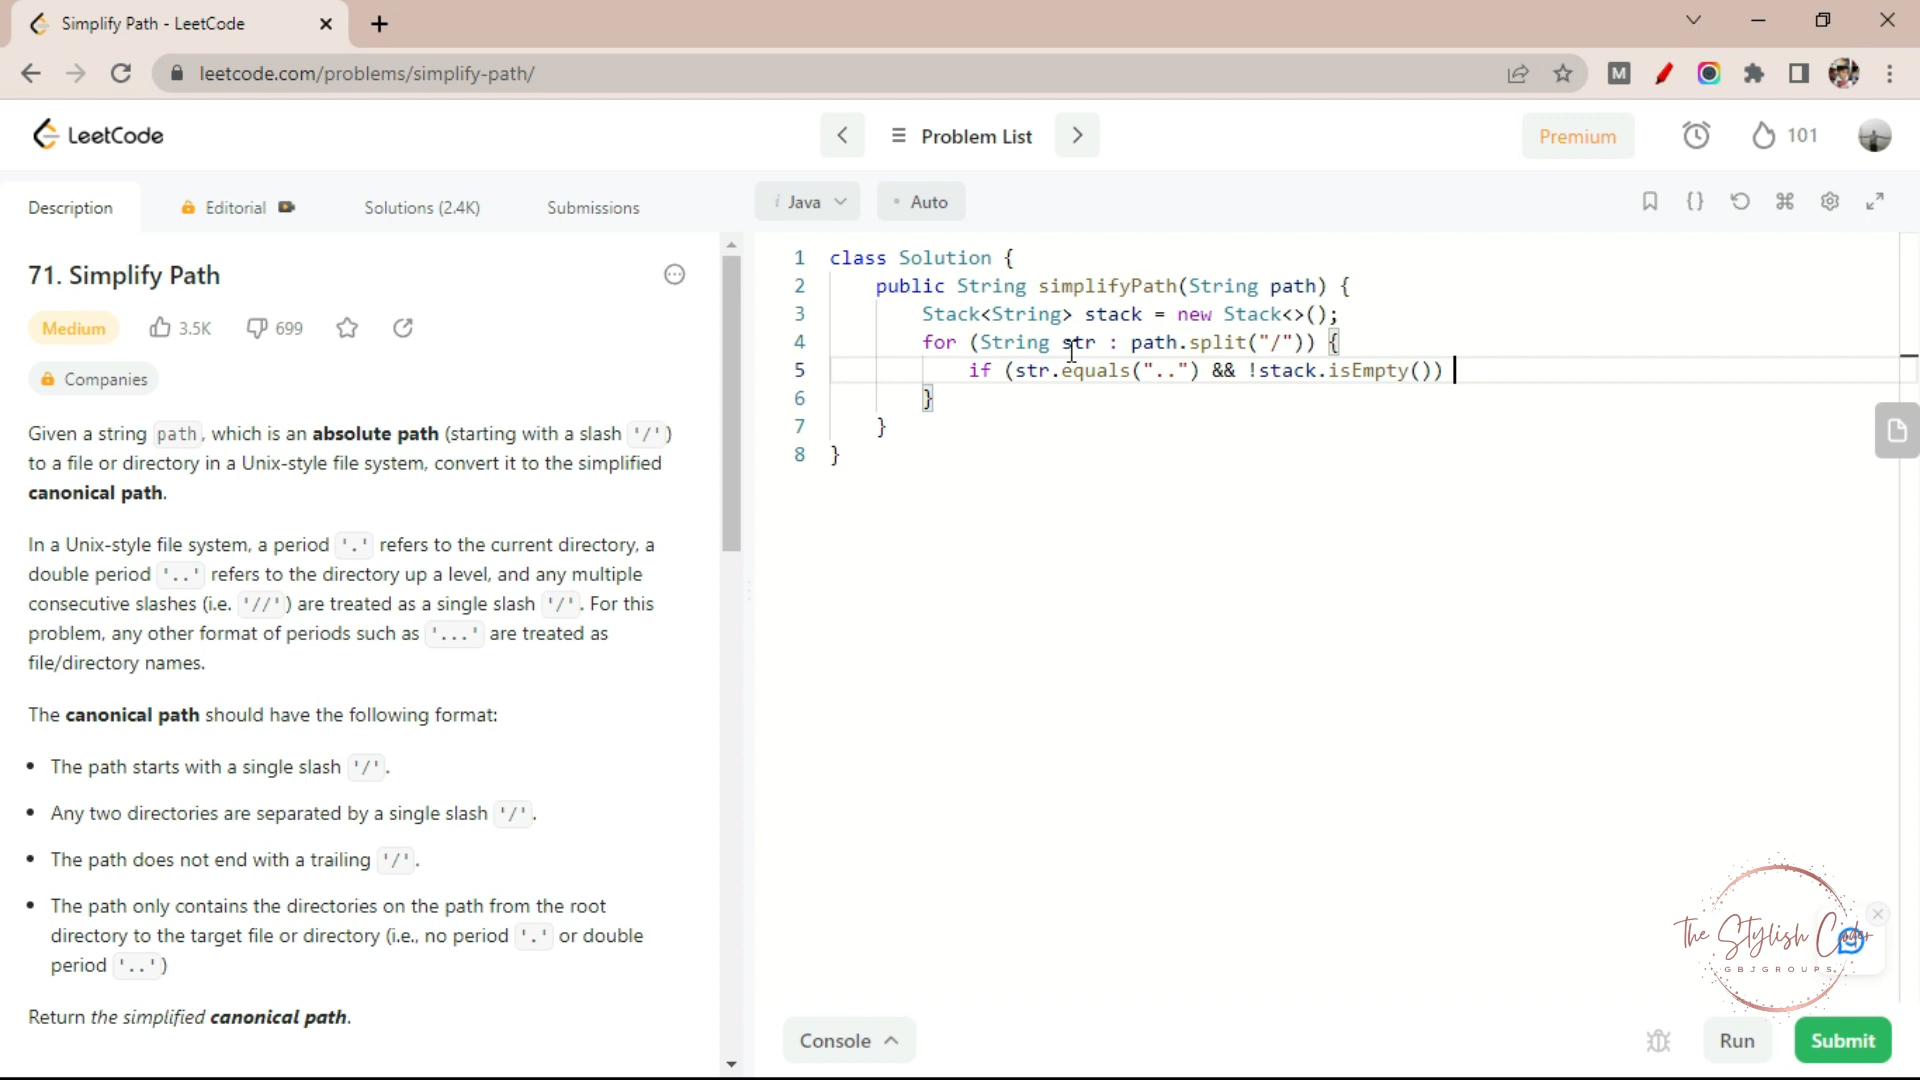 Simplify Path - LeetCode
leetcode.com/problems/simplify-path/
M
LeetCode
Problem List
Premium
101
Description
Editorial
Solutions (2.4K)
Submissions
i Java
Auto
{}
71. Simplify Path
Medium
3.5K
699
Companies
Given a string path, which is an absolute path (starting with a slash '/')
to a file or directory in a Unix-style file system, convert it to the simplified
canonical path.
In a Unix-style file system, a period '.' refers to the current directory, a
double period '..' refers to the directory up a level, and any multiple
consecutive slashes (i.e. '//') are treated as a single slash '/'. For this
problem, any other format of periods such as '...' are treated as
file/directory names.
The canonical path should have the following format:
• The path starts with a single slash '/'.
• Any two directories are separated by a single slash '/'.
• The path does not end with a trailing '/'.
• The path only contains the directories on the path from the root
directory to the target file or directory (i.e., no period '.' or double
period '..')
Return the simplified canonical path.
1 class Solution {
2 public String simplifyPath(String path) {
3 Stack<String> stack = new Stack<>();
4 for (String str : path.split("/")) {
5 if (str.equals("..") && !stack.isEmpty())
6 }
7 }
8 }
The Stylish Coder
GBJGROUPS
Console
Run
Submit